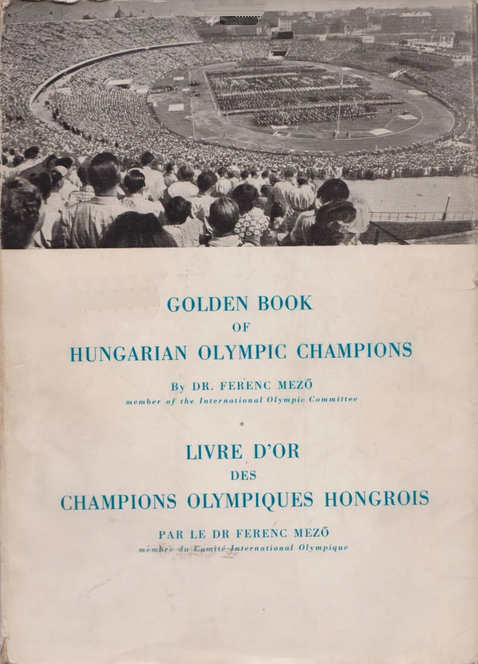 GOLDEN BOOK
OF
HUNGARIAN OLYMPIC CHAMPIONS
By DR. FERENC MEZŐ
member of the International Olympic Committee
*
LIVRE D'OR
DES
CHAMPIONS OLYMPIQUES HONGROIS
PAR LE DR FERENC MEZŐ
membre du Comité International Olympique